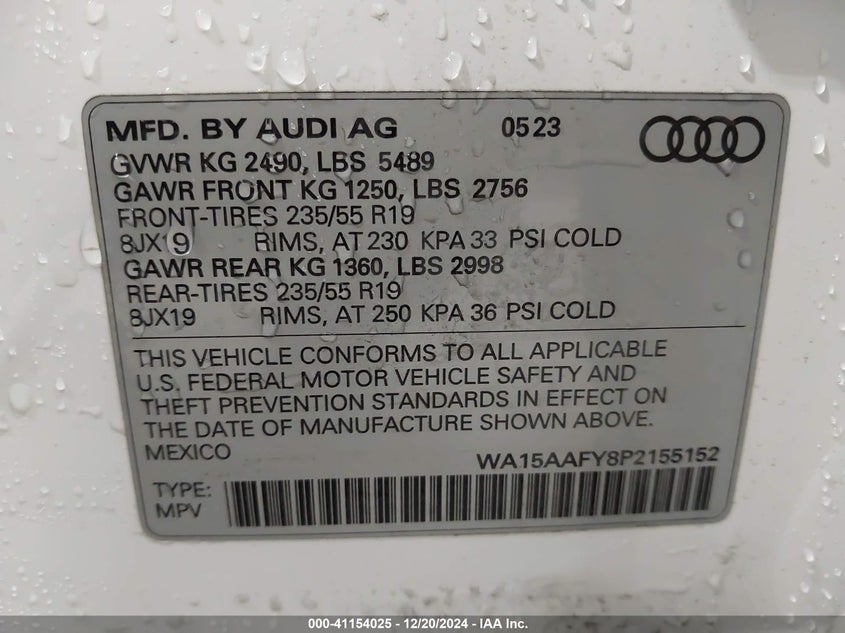 MFD. BY AUDI AG 05 23
GVWR KG 2490, LBS 5489
GAWR FRONT KG 1250, LBS 2756
FRONT-TIRES 235/55 R19
8JX19 RIMS, AT 230 KPA 33 PSI COLD
GAWR REAR KG 1360, LBS 2998
REAR-TIRES 235/55 R19
8JX19 RIMS, AT 250 KPA 36 PSI COLD
THIS VEHICLE CONFORMS TO ALL APPLICABLE
U.S. FEDERAL MOTOR VEHICLE SAFETY AND
THEFT PREVENTION STANDARDS IN EFFECT ON
THE DATE OF MANUFACTURE SHOWN ABOVE.
MEXICO WA15AAFY8P2155152
TYPE:
MPV
000-41154025 - 12/20/2024 - IAA Inc.